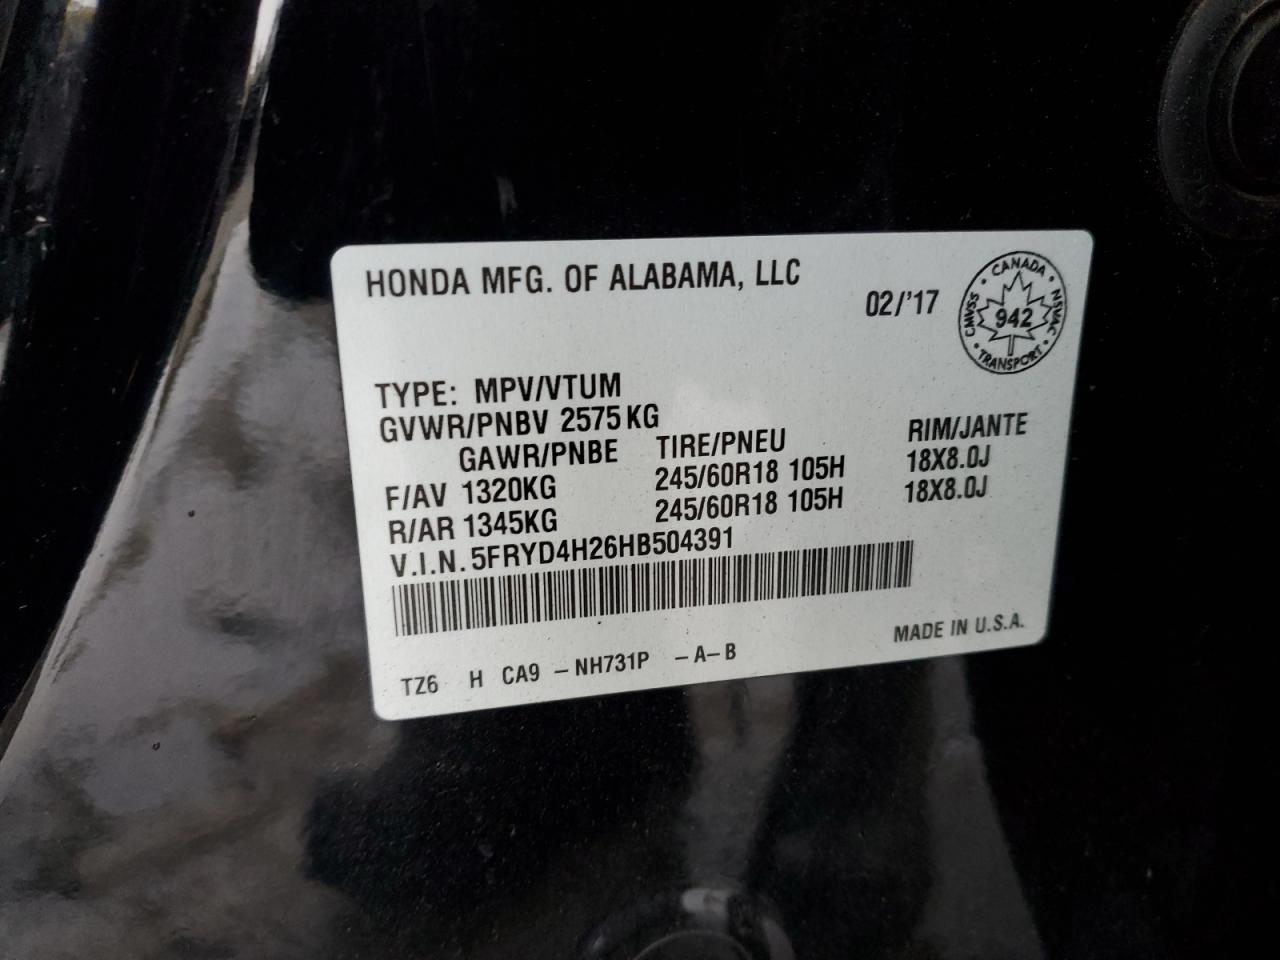 HONDA MFG. OF ALABAMA, LLC
02/'17
CANADA
CMVSS 942 NSVAC
TRANSPORT
TYPE: MPV/VTUM
GVWR/PNBV 2575 KG
GAWR/PNBE TIRE/PNEU RIM/JANTE
F/AV 1320KG 245/60R18 105H 18X8.0J
R/AR 1345KG 245/60R18 105H 18X8.0J
V.I.N. 5FRYD4H26HB504391
MADE IN U.S.A.
TZ6 H CA9 – NH731P – A – B